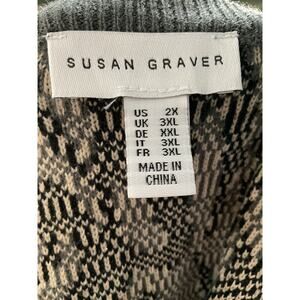 SUSAN GRAVER
US 2X
UK 3XL
DE XXL
IT 3XL
FR 3XL
MADE IN
CHINA